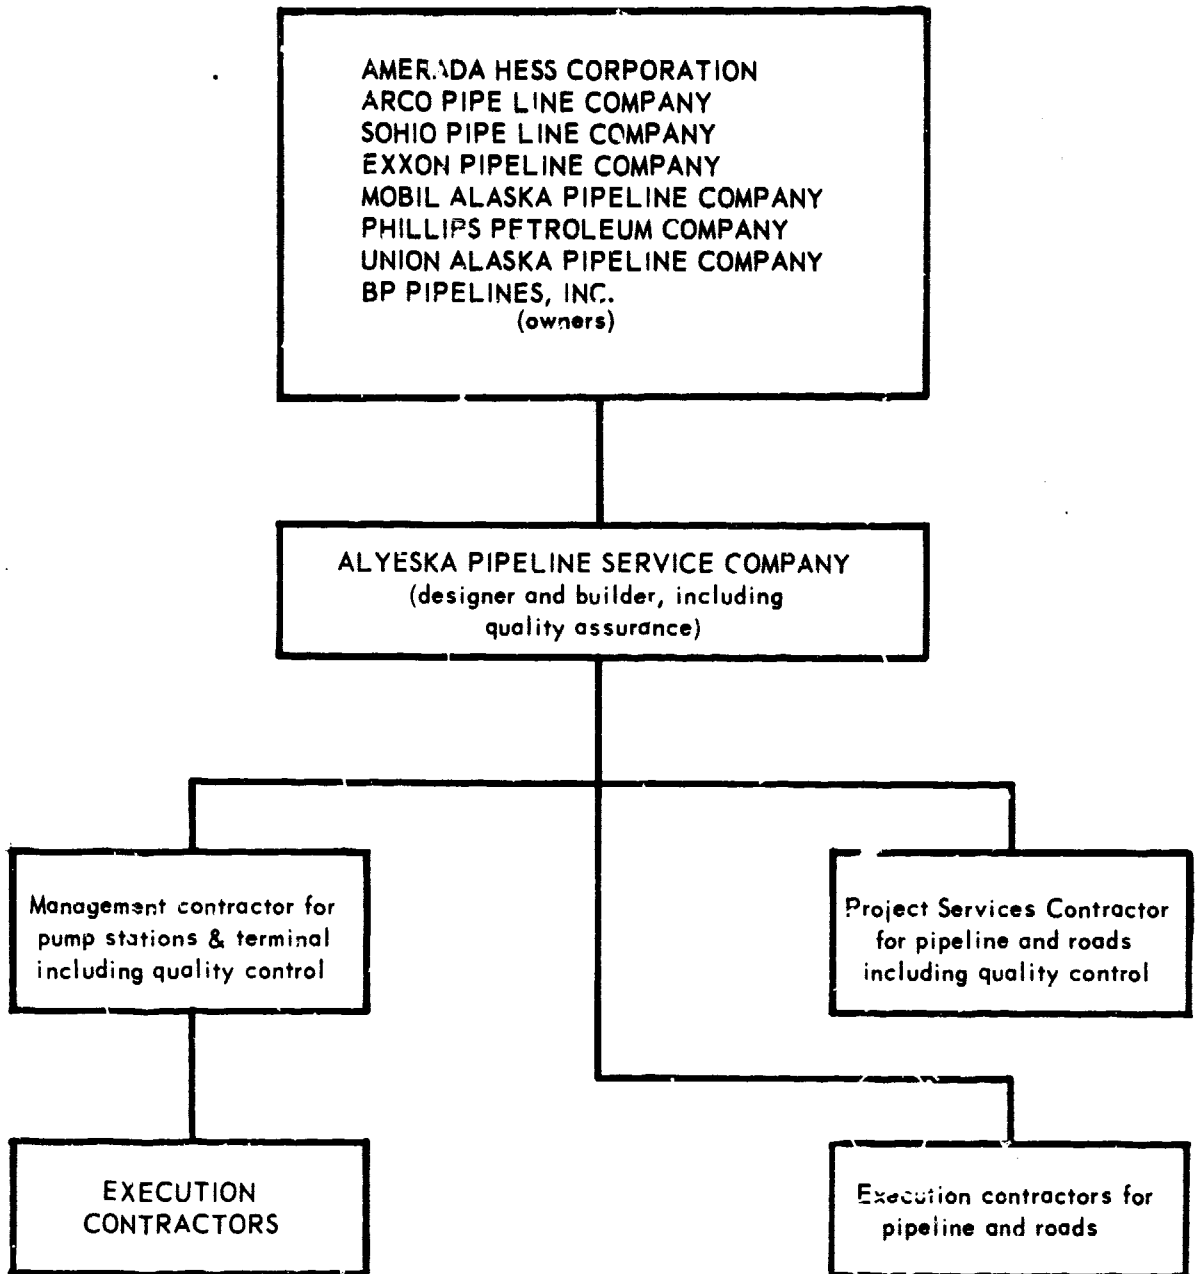 AMERADA HESS CORPORATION
ARCO PIPE LINE COMPANY
SOHIO PIPE LINE COMPANY
EXXON PIPELINE COMPANY
MOBIL ALASKA PIPELINE COMPANY
PHILLIPS PETROLEUM COMPANY
UNION ALASKA PIPELINE COMPANY
BP PIPELINES, INC.
(owners)
ALYESKA PIPELINE SERVICE COMPANY
(designer and builder, including
quality assurance)
Management contractor for
pump stations & terminal
including quality control
Project Services Contractor
for pipeline and roads
including quality control
EXECUTION
CONTRACTORS
Execution contractors for
pipeline and roads